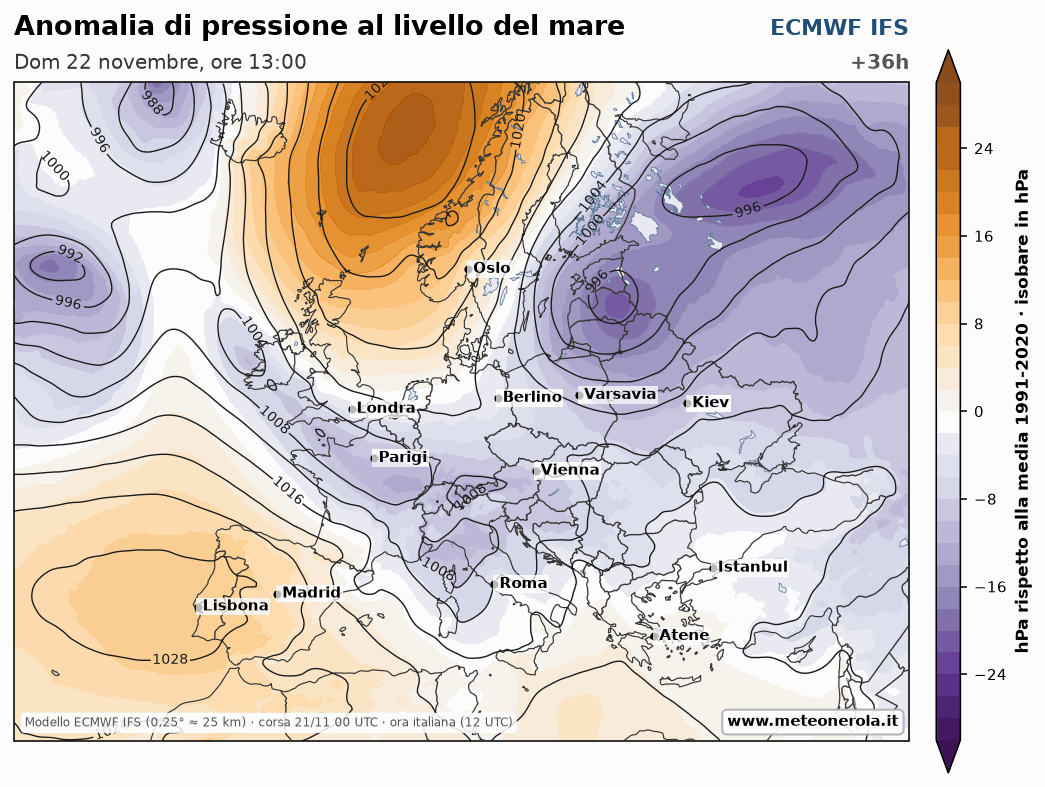 Anomalia di pressione al livello del mare
ECMWF IFS
Dom 22 novembre, ore 13:00
+36h
988
996
1000
992
996
1020
1004
1000
996
996
1004
1008
1016
1008
1008
1028
Oslo
Londra
Berlino
Varsavia
Kiev
Parigi
Vienna
Istanbul
Roma
Madrid
Lisbona
Atene
24
16
8
0
−8
−16
−24
hPa rispetto alla media 1991-2020 · isobare in hPa
Modello ECMWF IFS (0,25° ≈ 25 km) · corsa 21/11 00 UTC · ora italiana (12 UTC)
www.meteonerola.it